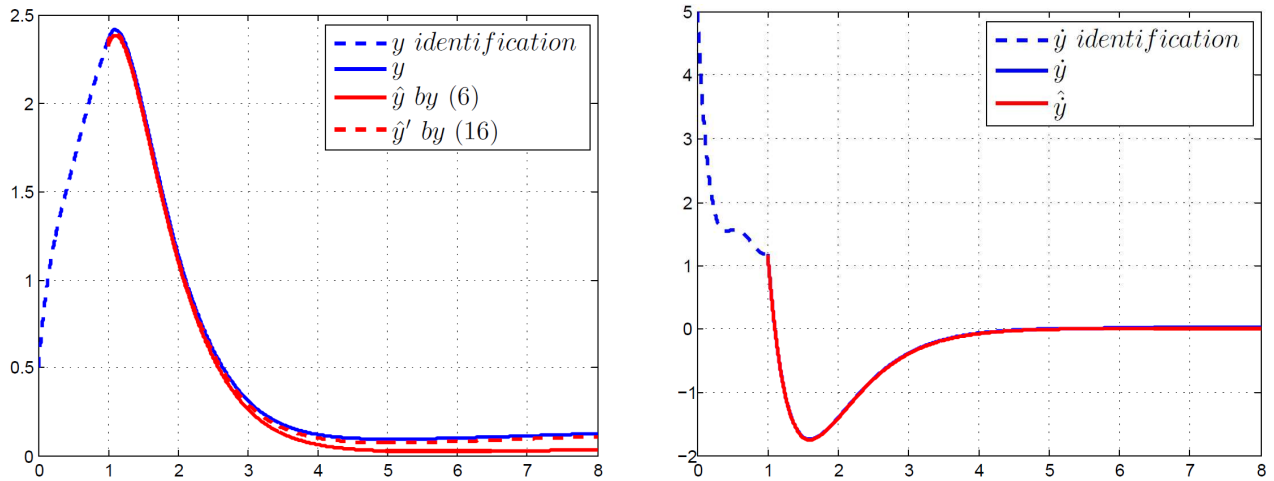 2.5
2
1.5
1
0.5
0
0 1 2 3 4 5 6 7 8
y identification
y
ŷ by (6)
ŷ′ by (16)
5
4
3
2
1
0
−1
−2
0 1 2 3 4 5 6 7 8
ẏ identification
ẏ
ẏ̂